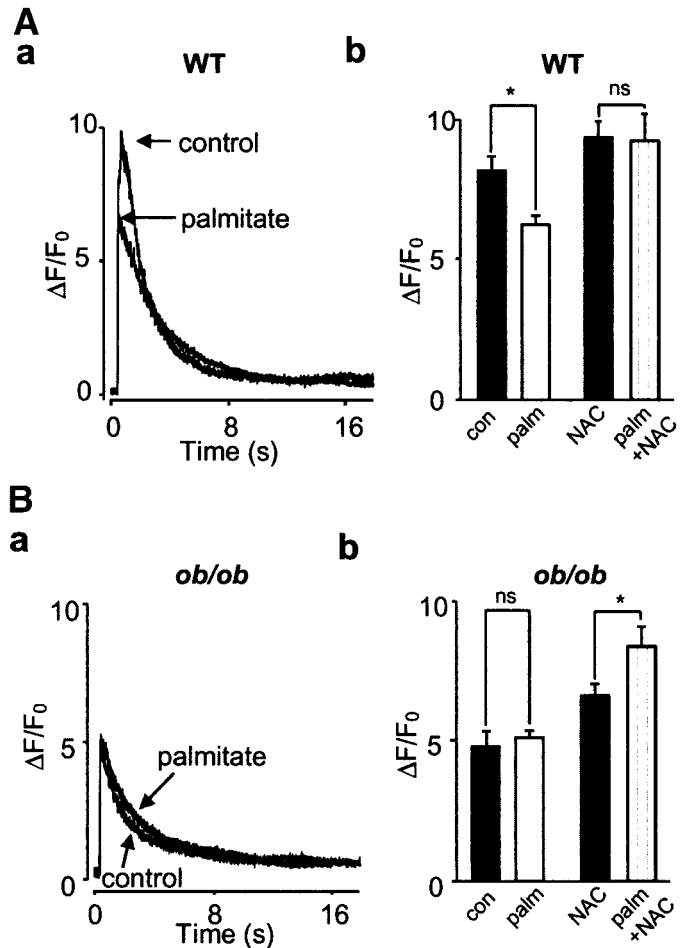 A
a
WT
10
control
palmitate
ΔF/F0
5
0
0
8
16
Time (s)
b
WT
*
ns
10
ΔF/F0
5
0
con
palm
NAC
palm
+NAC
B
a
ob/ob
10
ΔF/F0
5
palmitate
0
control
0
8
16
Time (s)
b
ob/ob
ns
*
10
ΔF/F0
5
0
con
palm
NAC
palm
+NAC